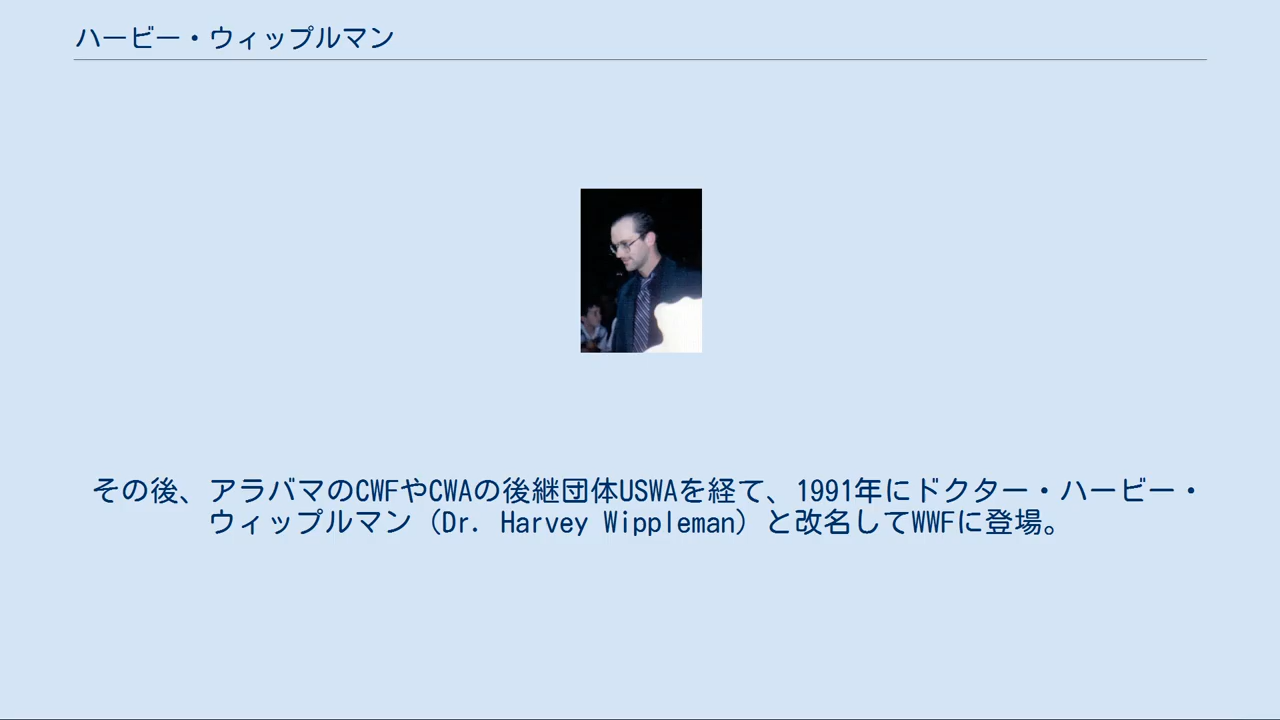 ハービー・ウィップルマン
その後、アラバマのCWFやCWAの後継団体USWAを経て、1991年にドクター・ハービー・
ウィップルマン（Dr. Harvey Wippleman）と改名してWWFに登場。